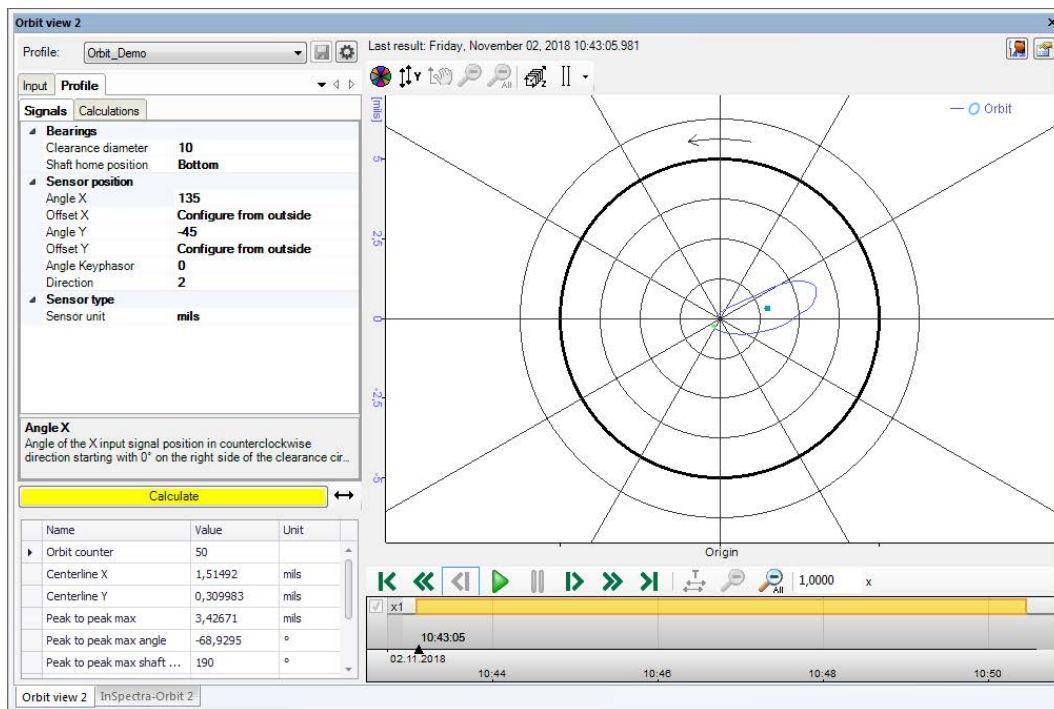 Orbit view 2
Profile: Orbit_Demo
Last result: Friday, November 02, 2018 10:43:05.981
Input Profile
Signals Calculations
Bearings
Clearance diameter 10
Shaft home position Bottom
Sensor position
Angle X 135
Offset X Configure from outside
Angle Y -45
Offset Y Configure from outside
Angle Keyphasor 0
Direction 2
Sensor type
Sensor unit mils
Angle X
Angle of the X input signal position in counterclockwise
direction starting with 0° on the right side of the clearance cir...
Calculate
Name Value Unit
Orbit counter 50
Centerline X 1,51492 mils
Centerline Y 0,309983 mils
Peak to peak max 3,42671 mils
Peak to peak max angle -68,9295 °
Peak to peak max shaft ... 190 °
Y
All
Z
[mils]
5
2,5
0
-2,5
-5
Orbit
Origin
T
All
1,0000 x
x1
10:43:05
02.11.2018
10:44 10:46 10:48 10:50
Orbit view 2 InSpectra-Orbit 2